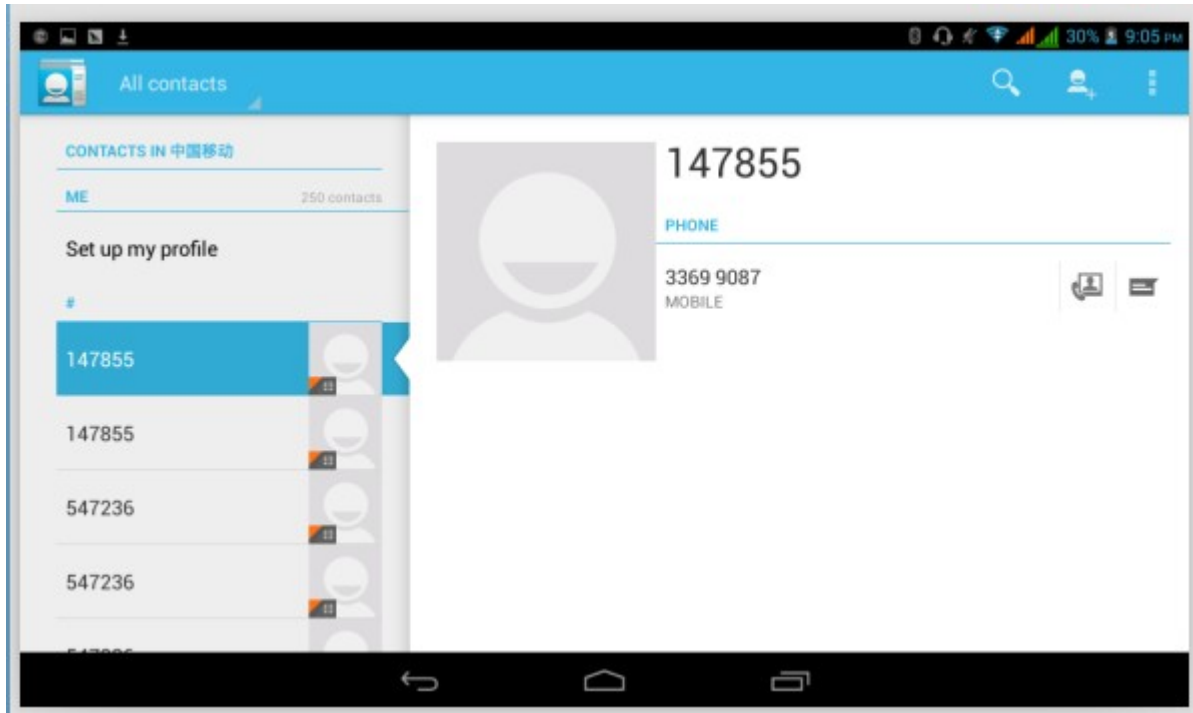 30% 9:05 PM
All contacts
CONTACTS IN 中国移动
ME 250 contacts
Set up my profile
#
147855
147855
547236
547236
147855
PHONE
3369 9087
MOBILE